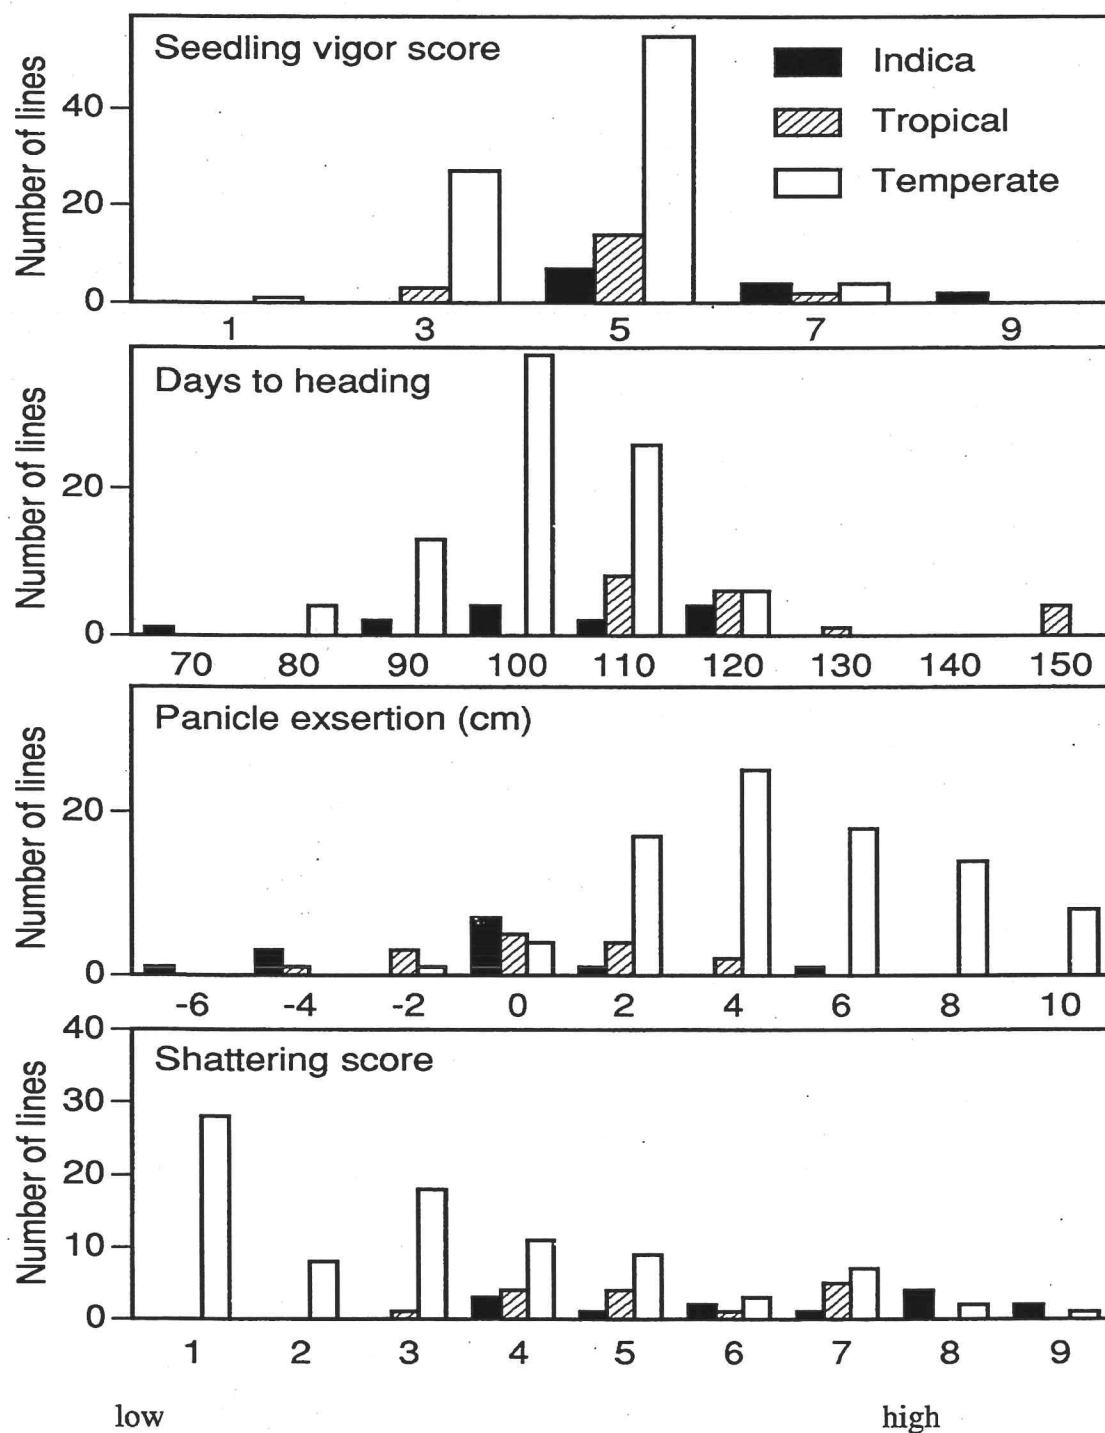 Seedling vigor score
Indica
Tropical
Temperate
Number of lines
40
20
0
1 3 5 7 9
Days to heading
Number of lines
20
0
70 80 90 100 110 120 130 140 150
Panicle exsertion (cm)
Number of lines
20
0
-6 -4 -2 0 2 4 6 8 10
Shattering score
Number of lines
40
30
20
10
0
1 2 3 4 5 6 7 8 9
low high